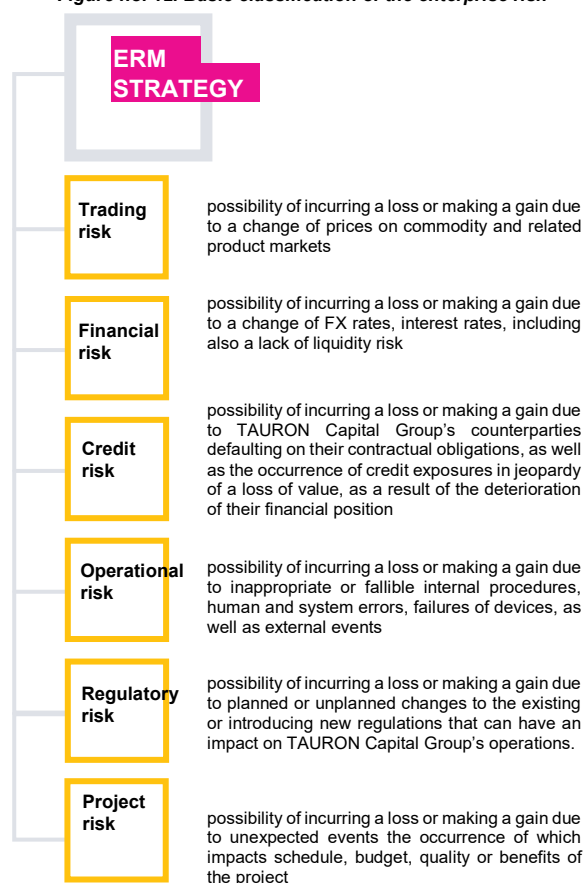 ERM
STRATEGY
Trading
risk
possibility of incurring a loss or making a gain due
to a change of prices on commodity and related
product markets
Financial
risk
possibility of incurring a loss or making a gain due
to a change of FX rates, interest rates, including
also a lack of liquidity risk
Credit
risk
possibility of incurring a loss or making a gain due
to TAURON Capital Group's counterparties
defaulting on their contractual obligations, as well
as the occurrence of credit exposures in jeopardy
of a loss of value, as a result of the deterioration
of their financial position
Operational
risk
possibility of incurring a loss or making a gain due
to inappropriate or fallible internal procedures,
human and system errors, failures of devices, as
well as external events
Regulatory
risk
possibility of incurring a loss or making a gain due
to planned or unplanned changes to the existing
or introducing new regulations that can have an
impact on TAURON Capital Group's operations.
Project
risk
possibility of incurring a loss or making a gain due
to unexpected events the occurrence of which
impacts schedule, budget, quality or benefits of
the project